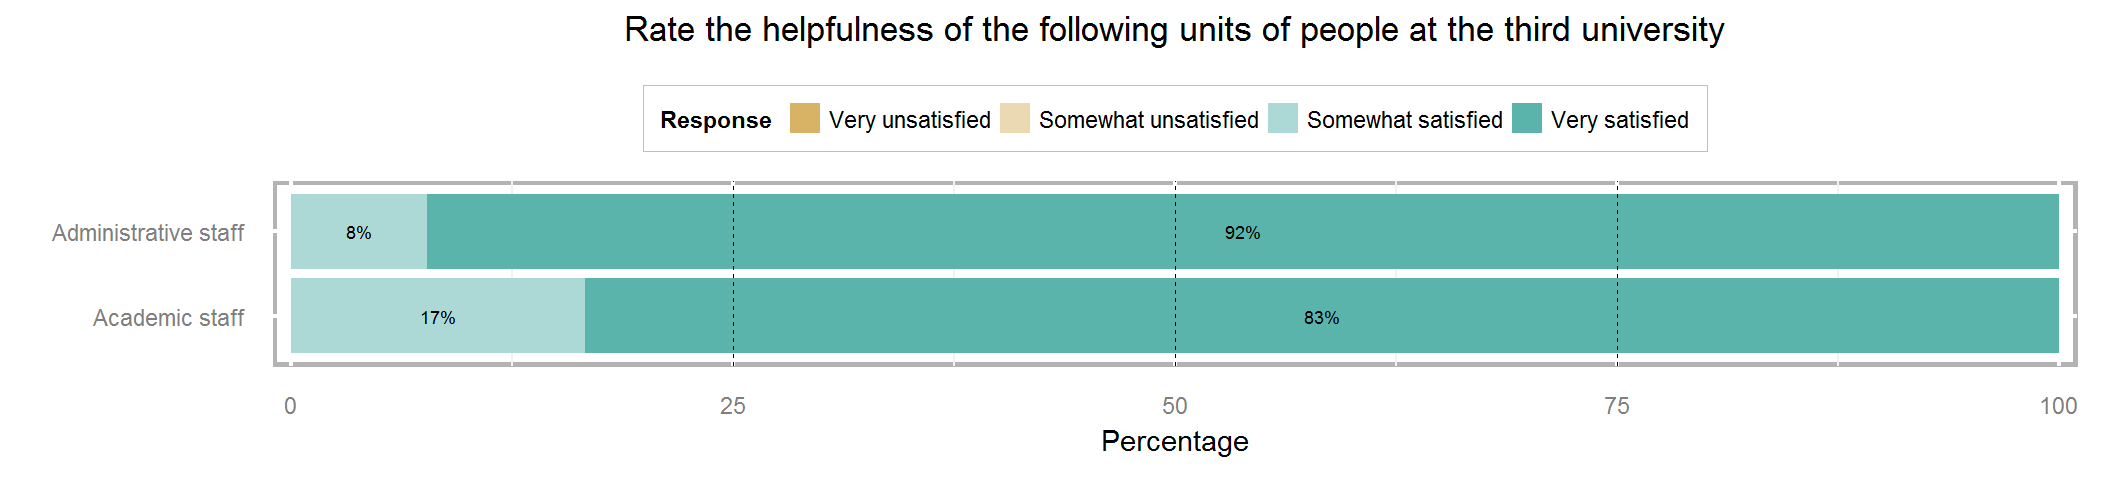 Rate the helpfulness of the following units of people at the third university
Response Very unsatisfied Somewhat unsatisfied Somewhat satisfied Very satisfied
Administrative staff 8% 92%
Academic staff 17% 83%
0 25 50 75 100
Percentage